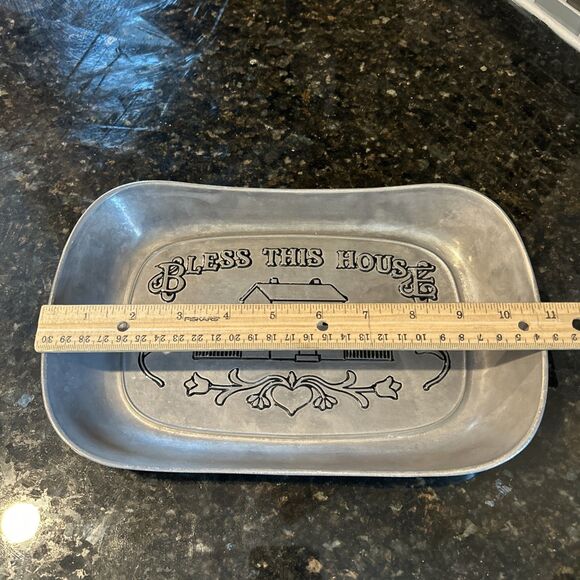 BLESS THIS HOUSE
1 2 3 4 5 6 7 8 9 10 11
FISKARS
30 29 28 27 26 25 24 23 22 21 20 19 18 17 16 15 14 13 12 11 10 9 8 7 6 5 4 3 2 1